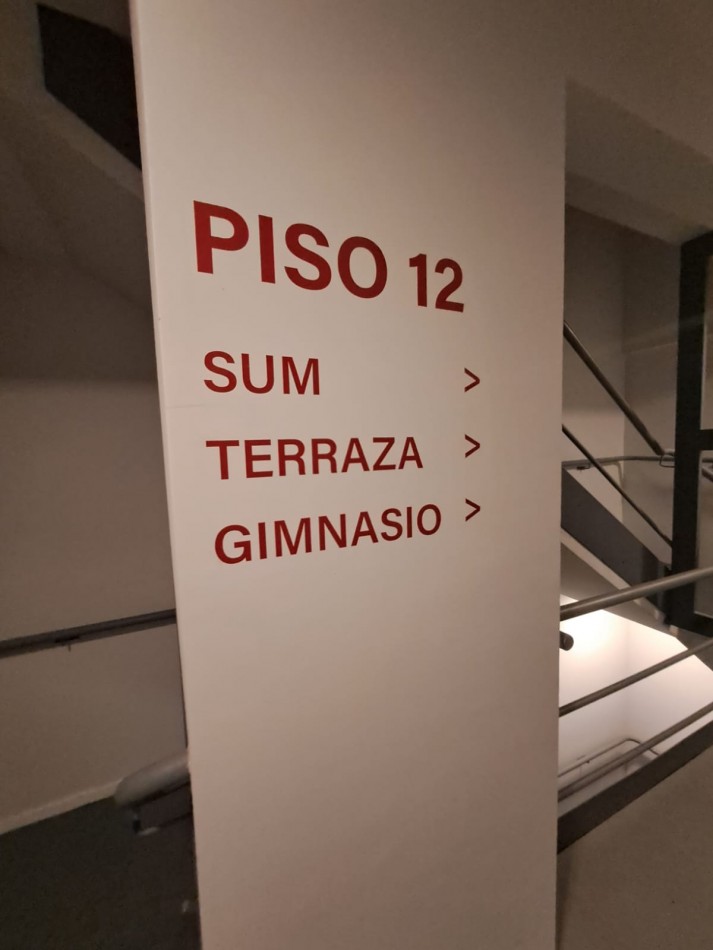 PISO 12
SUM >
TERRAZA >
GIMNASIO >